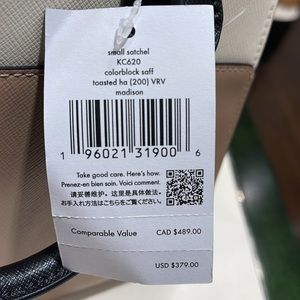 small satchel
KC620
colorblock saff
toasted ha (200) VRV
madison
1 96021 31900 6
Take good care. Here's how.
Prenez-en bien soin. Voici comment.
请妥善维护。这里是具体做法。
お手入れ方法はこちらをご覧ください。
Comparable Value CAD $489.00
USD $379.00